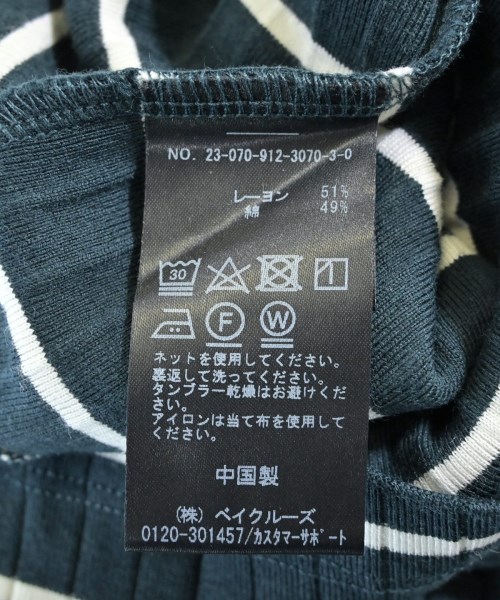 NO. 23-070-912-3070-3-0
レーヨン 51%
綿 49%
30
F W
ネットを使用してください。
裏返して洗ってください。
タンブラー乾燥はお避けくだ
さい。
アイロンは当て布を使用して
ください。
中国製
(株) ベイクルーズ
0120-301457/カスタマーサポート